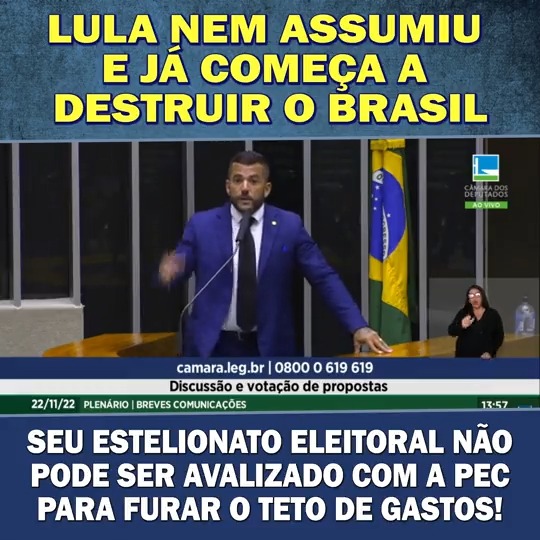 LULA NEM ASSUMIU
E JÁ COMEÇA A
DESTRUIR O BRASIL
CÂMARA DOS
DEPUTADOS
AO VIVO
camara.leg.br | 0800 0 619 619
Discussão e votação de propostas
22/11/22 PLENÁRIO | BREVES COMUNICAÇÕES 13:57
SEU ESTELIONATO ELEITORAL NÃO
PODE SER AVALIZADO COM A PEC
PARA FURAR O TETO DE GASTOS!